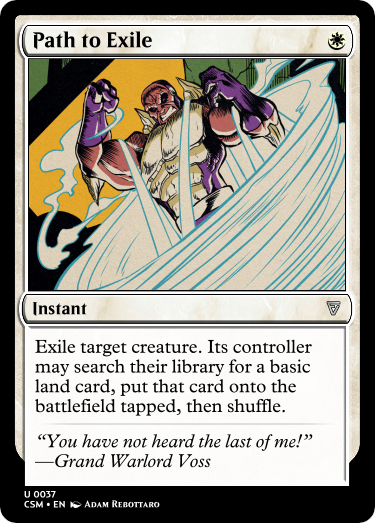 Path to Exile
Instant
Exile target creature. Its controller
may search their library for a basic
land card, put that card onto the
battlefield tapped, then shuffle.
“You have not heard the last of me!”
—Grand Warlord Voss
U 0037
CSM • EN Adam Rebottaro